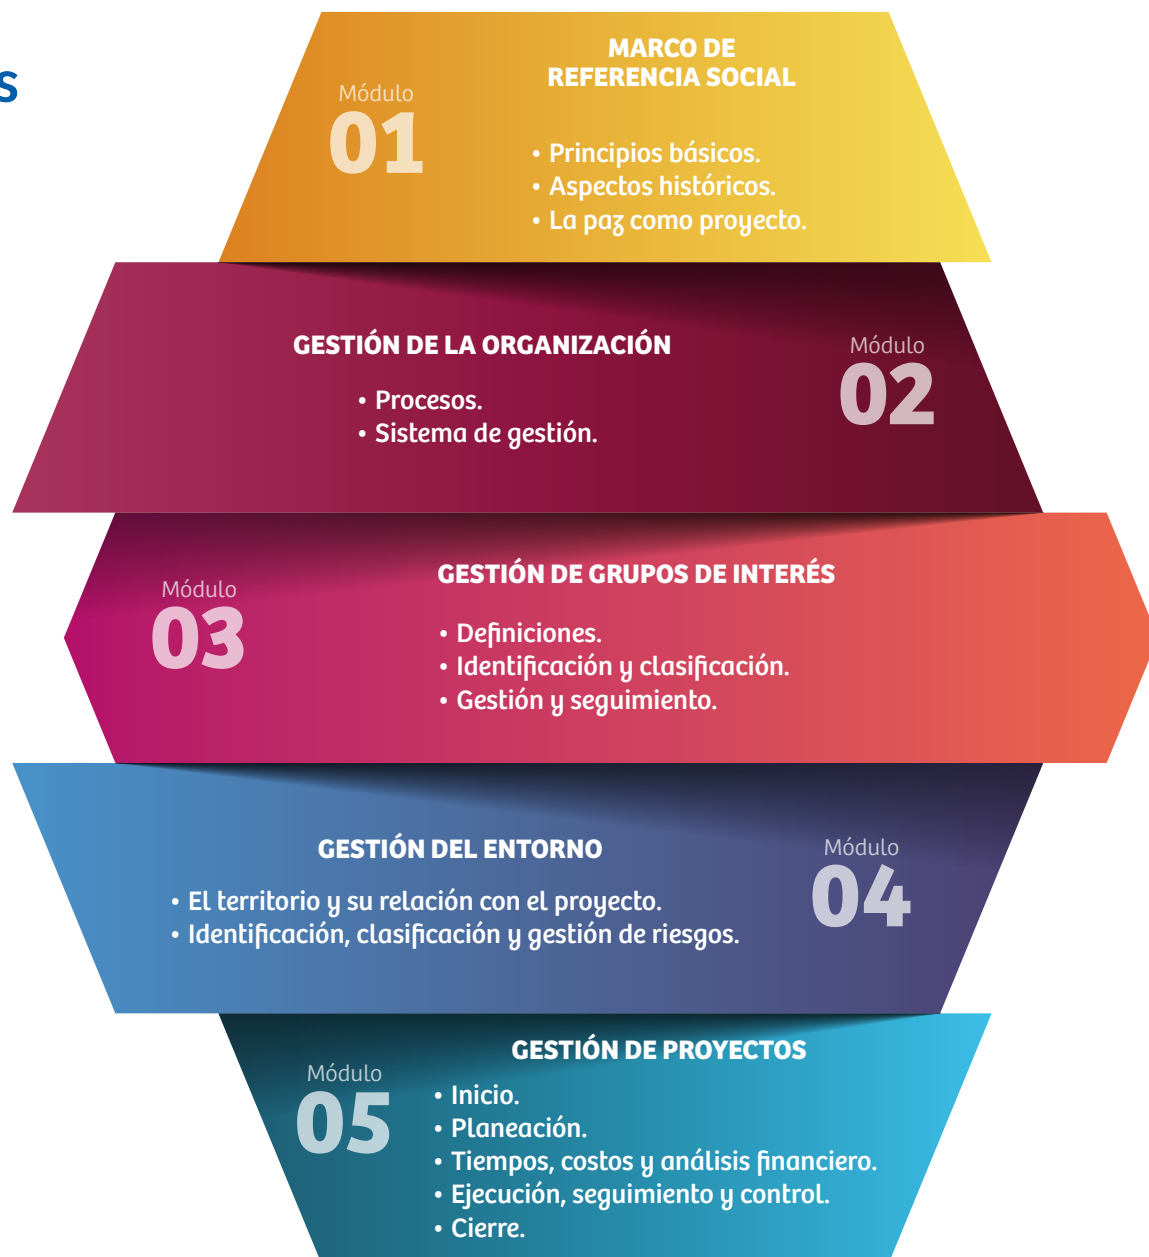 S
Módulo
01
MARCO DE
REFERENCIA SOCIAL
• Principios básicos.
• Aspectos históricos.
• La paz como proyecto.
GESTIÓN DE LA ORGANIZACIÓN
• Procesos.
• Sistema de gestión.
Módulo
02
Módulo
03
GESTIÓN DE GRUPOS DE INTERÉS
• Definiciones.
• Identificación y clasificación.
• Gestión y seguimiento.
GESTIÓN DEL ENTORNO
• El territorio y su relación con el proyecto.
• Identificación, clasificación y gestión de riesgos.
Módulo
04
Módulo
05
GESTIÓN DE PROYECTOS
• Inicio.
• Planeación.
• Tiempos, costos y análisis financiero.
• Ejecución, seguimiento y control.
• Cierre.